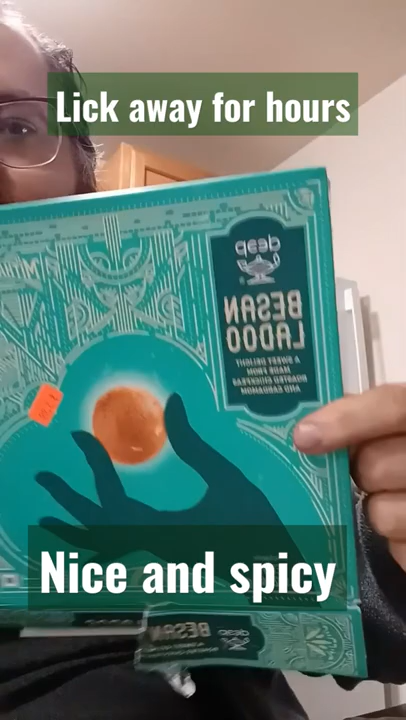 Lick away for hours
deep
BESAN
LADOO
A SWEET DELIGHT
MADE FROM
ROASTED CHICKPEAS
AND CARDAMOM
Nice and spicy
deep
BESAN